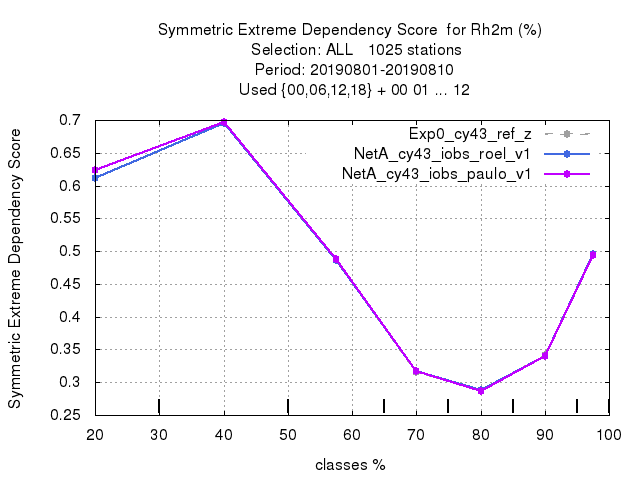 Symmetric Extreme Dependency Score  for Rh2m (%)
Selection: ALL   1025 stations
Period: 20190801-20190810
Used {00,06,12,18} + 00 01 ... 12
Exp0_cy43_ref_z
NetA_cy43_iobs_roel_v1
NetA_cy43_iobs_paulo_v1
Symmetric Extreme Dependency Score
0.7
0.65
0.6
0.55
0.5
0.45
0.4
0.35
0.3
0.25
20 30 40 50 60 70 80 90 100
classes %